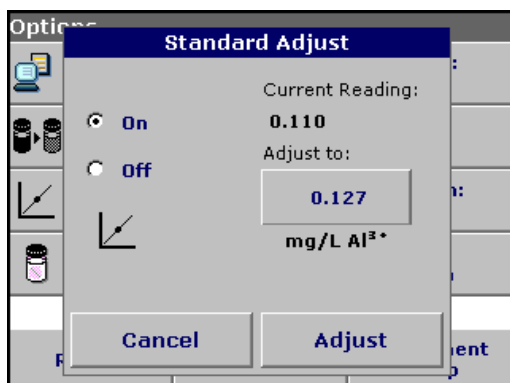 Standard Adjust
On
Off
Current Reading:
0.110
Adjust to:
0.127
mg/L Al³⁺
Cancel
Adjust